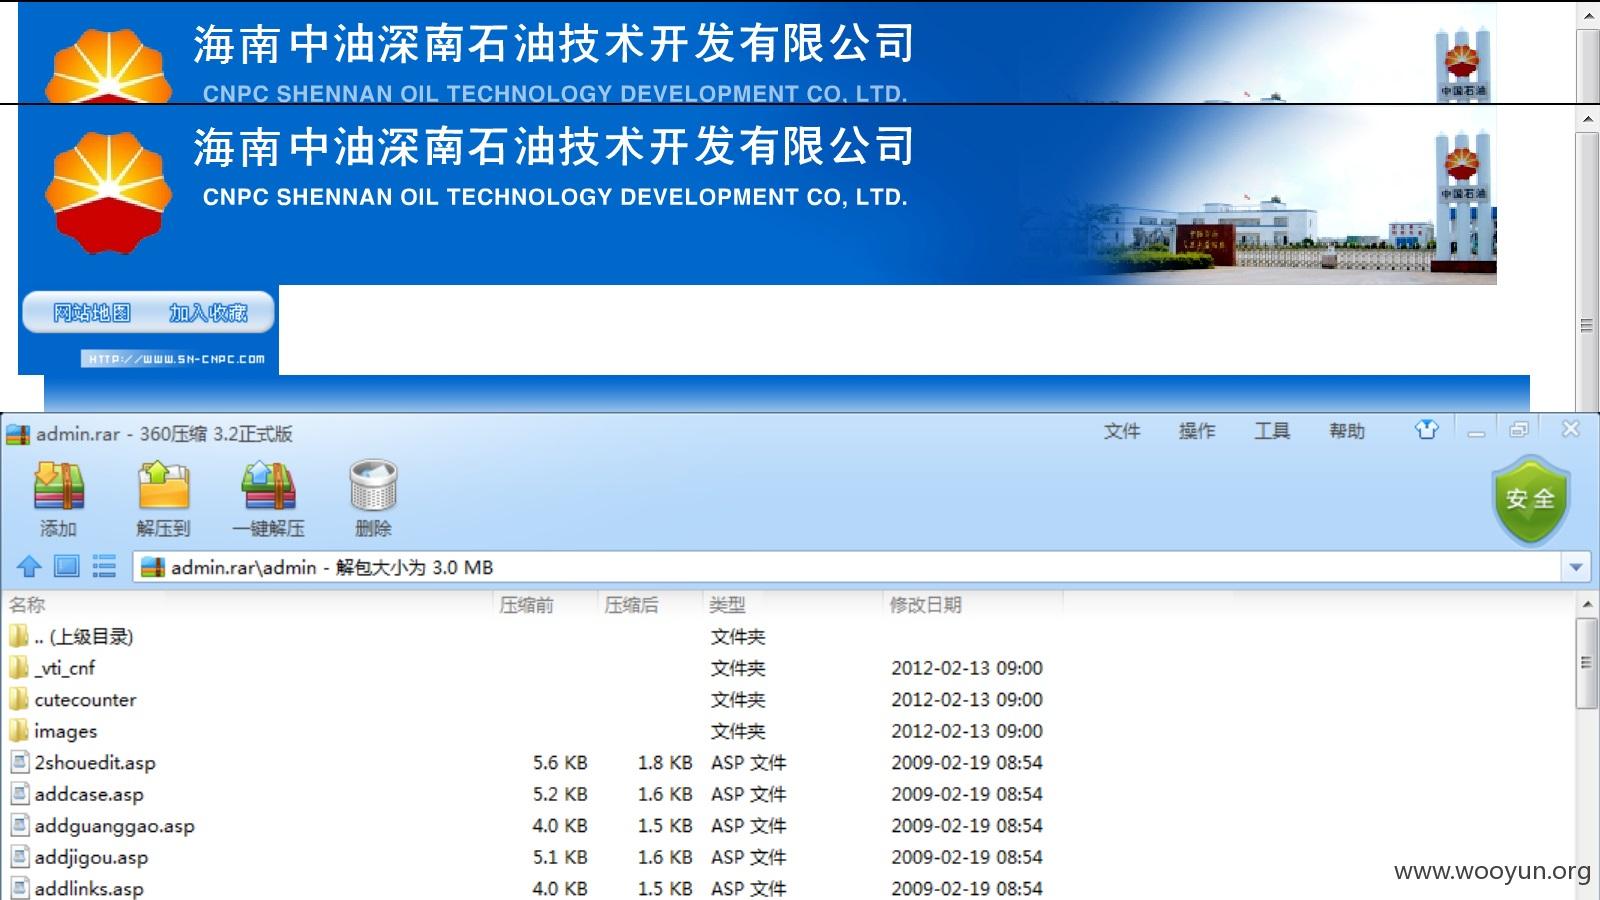 海南中油深南石油技术开发有限公司
CNPC SHENNAN OIL TECHNOLOGY DEVELOPMENT CO, LTD.
中国石油
海南中油深南石油技术开发有限公司
CNPC SHENNAN OIL TECHNOLOGY DEVELOPMENT CO, LTD.
中国石油
网站地图 加入收藏
HTTP://WWW.SN-CNPC.COM
admin.rar - 360压缩 3.2正式版 文件 操作 工具 帮助
安全
添加 解压到 一键解压 删除
admin.rar\admin - 解包大小为 3.0 MB
名称 压缩前 压缩后 类型 修改日期
.. (上级目录) 文件夹
_vti_cnf 文件夹 2012-02-13 09:00
cutecounter 文件夹 2012-02-13 09:00
images 文件夹 2012-02-13 09:00
2shouedit.asp 5.6 KB 1.8 KB ASP 文件 2009-02-19 08:54
addcase.asp 5.2 KB 1.6 KB ASP 文件 2009-02-19 08:54
addguanggao.asp 4.0 KB 1.5 KB ASP 文件 2009-02-19 08:54
addjigou.asp 5.1 KB 1.6 KB ASP 文件 2009-02-19 08:54
addlinks.asp 4.0 KB 1.5 KB ASP 文件 2009-02-19 08:54
www.wooyun.org